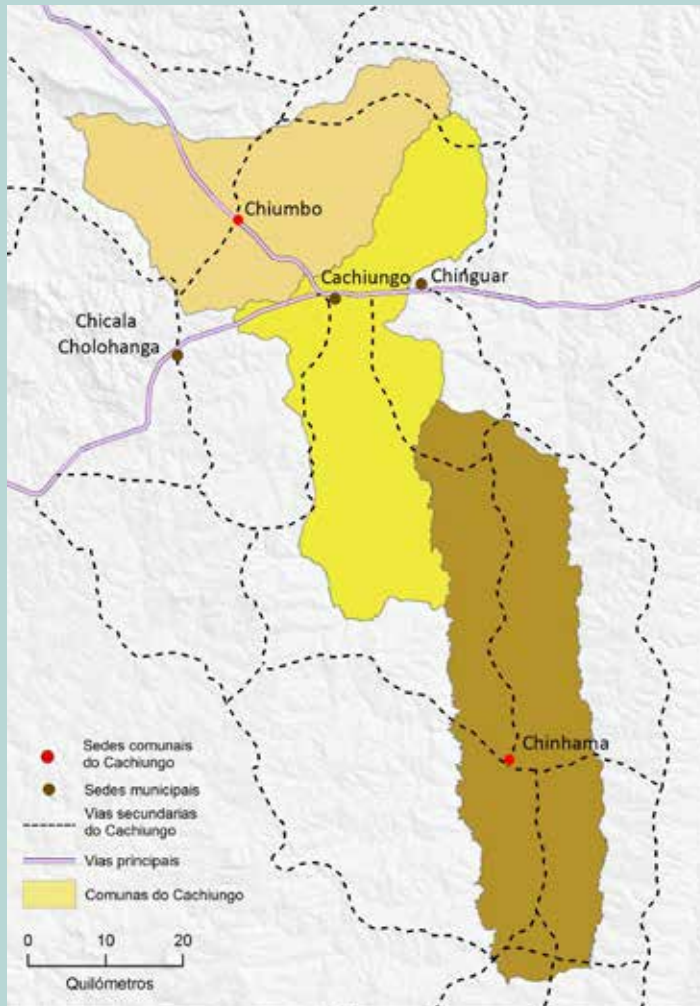 Chiumbo
Cachiungo
Chinguar
Chicala
Cholohanga
Chinhama
Sedes comunais
do Cachiungo
Sedes municipais
Vias secundarias
do Cachiungo
Vias principais
Comunas do Cachiungo
0 10 20
Quilómetros